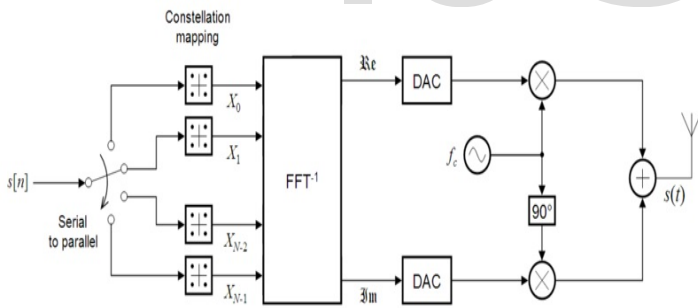 Constellation
mapping
s[n]
Serial
to parallel
X0
X1
XN-2
XN-1
FFT-1
Re
Im
DAC
DAC
fc
90°
s(t)